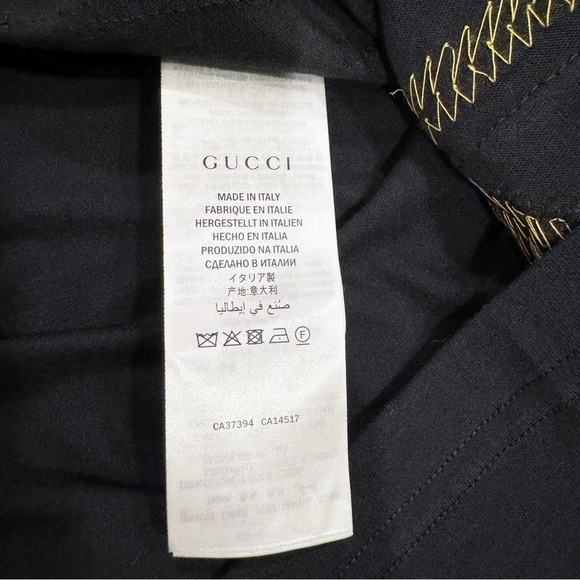 GUCCI
MADE IN ITALY
FABRIQUE EN ITALIE
HERGESTELLT IN ITALIEN
HECHO EN ITALIA
PRODUZIDO NA ITALIA
СДЕЛАНО В ИТАЛИИ
イタリア製
产地:意大利
صُنع في إيطاليا
F
CA37394 CA14517